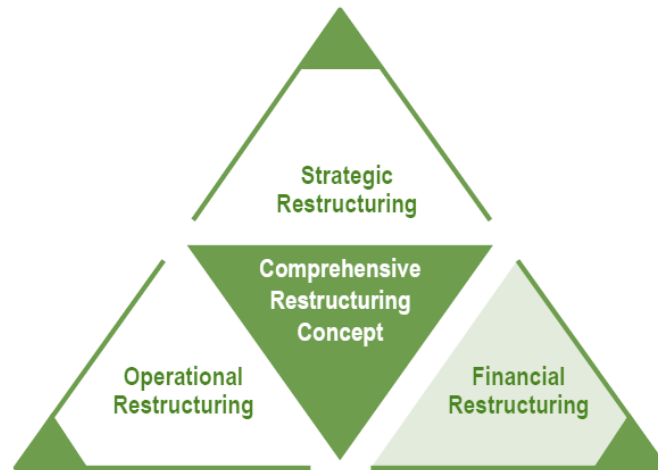 Strategic
Restructuring
Comprehensive
Restructuring
Concept
Operational
Restructuring
Financial
Restructuring